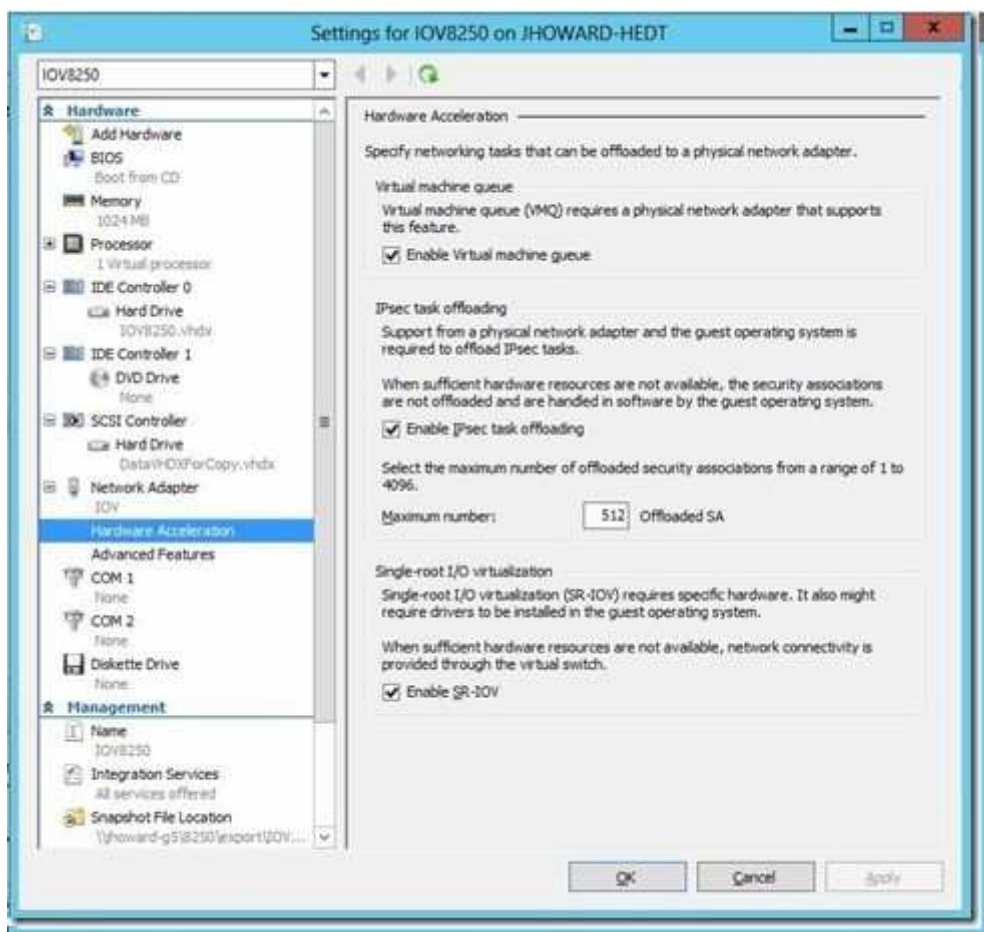 Settings for IOV8250 on JHOWARD-HEDT
IOV8250
Hardware
Add Hardware
BIOS
Boot from CD
Memory
1024 MB
Processor
1 Virtual processor
IDE Controller 0
Hard Drive
IOV8250.vhdx
IDE Controller 1
DVD Drive
None
SCSI Controller
Hard Drive
DataVHDXForCopy.vhdx
Network Adapter
IOV
Hardware Acceleration
Advanced Features
COM 1
None
COM 2
None
Diskette Drive
None
Management
Name
IOV8250
Integration Services
All services offered
Snapshot File Location
\\jhoward-g5\8250\export\IOV...
Hardware Acceleration
Specify networking tasks that can be offloaded to a physical network adapter.
Virtual machine queue
Virtual machine queue (VMQ) requires a physical network adapter that supports
this feature.
Enable Virtual machine queue
IPsec task offloading
Support from a physical network adapter and the guest operating system is
required to offload IPsec tasks.
When sufficient hardware resources are not available, the security associations
are not offloaded and are handled in software by the guest operating system.
Enable IPsec task offloading
Select the maximum number of offloaded security associations from a range of 1 to
4096.
Maximum number: 512 Offloaded SA
Single-root I/O virtualization
Single-root I/O virtualization (SR-IOV) requires specific hardware. It also might
require drivers to be installed in the guest operating system.
When sufficient hardware resources are not available, network connectivity is
provided through the virtual switch.
Enable SR-IOV
OK Cancel Apply